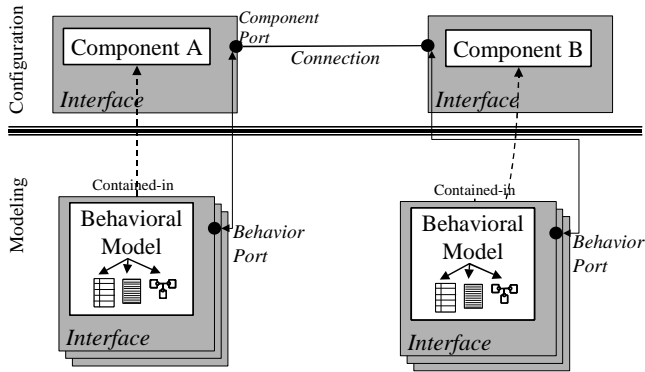 Configuration
Component
Port
Component A
Component B
Connection
Interface
Interface
Modeling
Contained-in
Contained-in
Behavioral
Model
Behavior
Port
Behavioral
Model
Behavior
Port
Interface
Interface